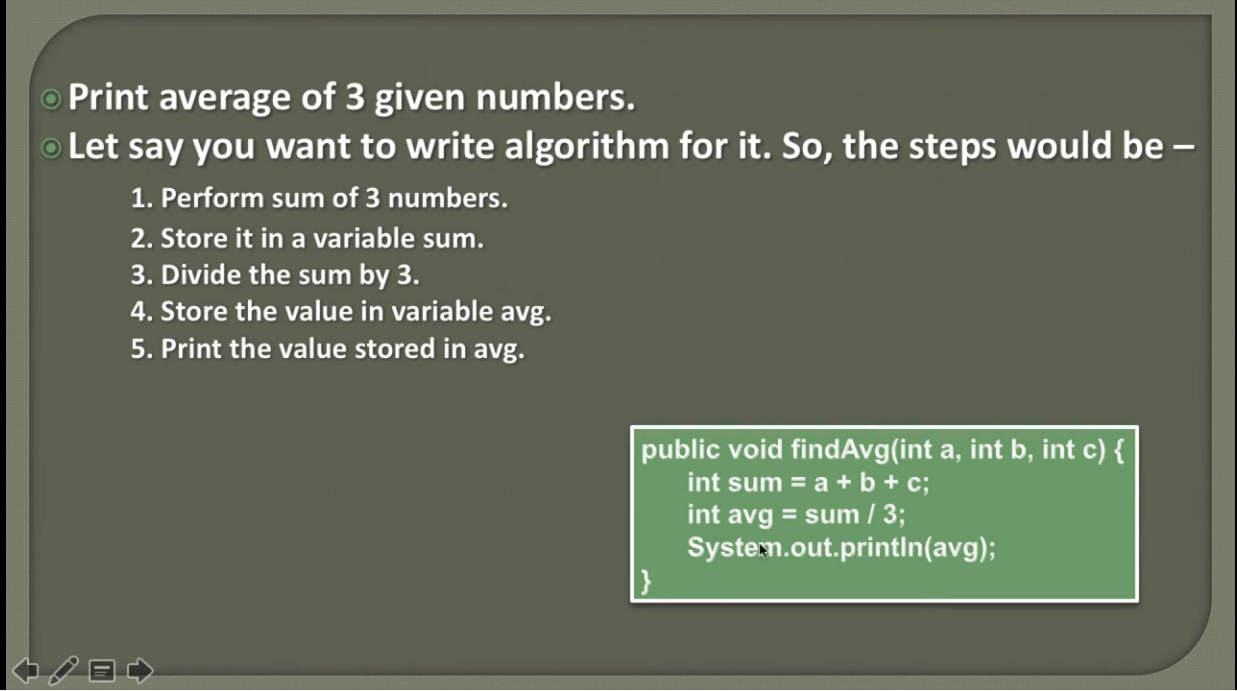 Print average of 3 given numbers.
Let say you want to write algorithm for it. So, the steps would be –
1. Perform sum of 3 numbers.
2. Store it in a variable sum.
3. Divide the sum by 3.
4. Store the value in variable avg.
5. Print the value stored in avg.
public void findAvg(int a, int b, int c) {
int sum = a + b + c;
int avg = sum / 3;
System.out.println(avg);
}